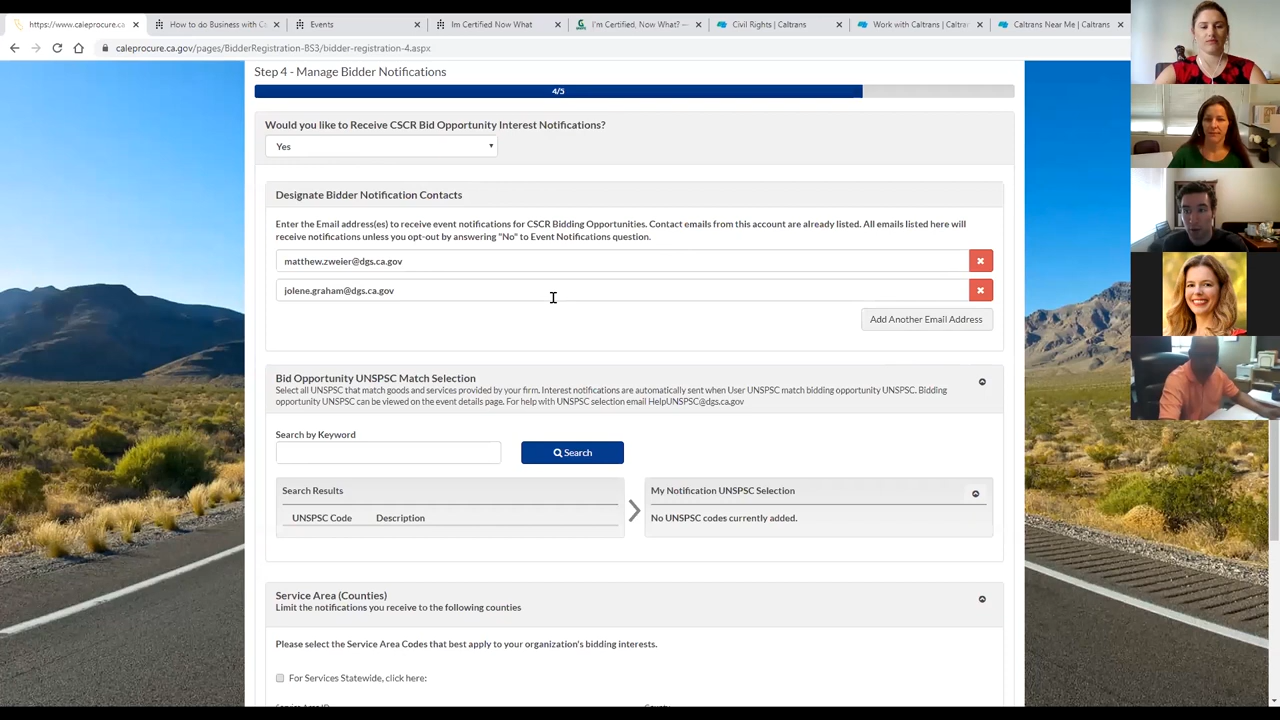 https://www.caleprocure.ca
How to do Business with Ca
Events
Im Certified Now What
I'm Certified, Now What? —
Civil Rights | Caltrans
Work with Caltrans | Caltran
Caltrans Near Me | Caltrans
caleprocure.ca.gov/pages/BidderRegistration-BS3/bidder-registration-4.aspx
Step 4 - Manage Bidder Notifications
4/5
Would you like to Receive CSCR Bid Opportunity Interest Notifications?
Yes
Designate Bidder Notification Contacts
Enter the Email address(es) to receive event notifications for CSCR Bidding Opportunities. Contact emails from this account are already listed. All emails listed here will
receive notifications unless you opt-out by answering "No" to Event Notifications question.
matthew.zweier@dgs.ca.gov
jolene.graham@dgs.ca.gov
Add Another Email Address
Bid Opportunity UNSPSC Match Selection
Select all UNSPSC that match goods and services provided by your firm. Interest notifications are automatically sent when User UNSPSC match bidding opportunity UNSPSC. Bidding
opportunity UNSPSC can be viewed on the event details page. For help with UNSPSC selection email HelpUNSPSC@dgs.ca.gov
Search by Keyword
Search
Search Results
UNSPSC Code Description
My Notification UNSPSC Selection
No UNSPSC codes currently added.
Service Area (Counties)
Limit the notifications you receive to the following counties
Please select the Service Area Codes that best apply to your organization's bidding interests.
For Services Statewide, click here: